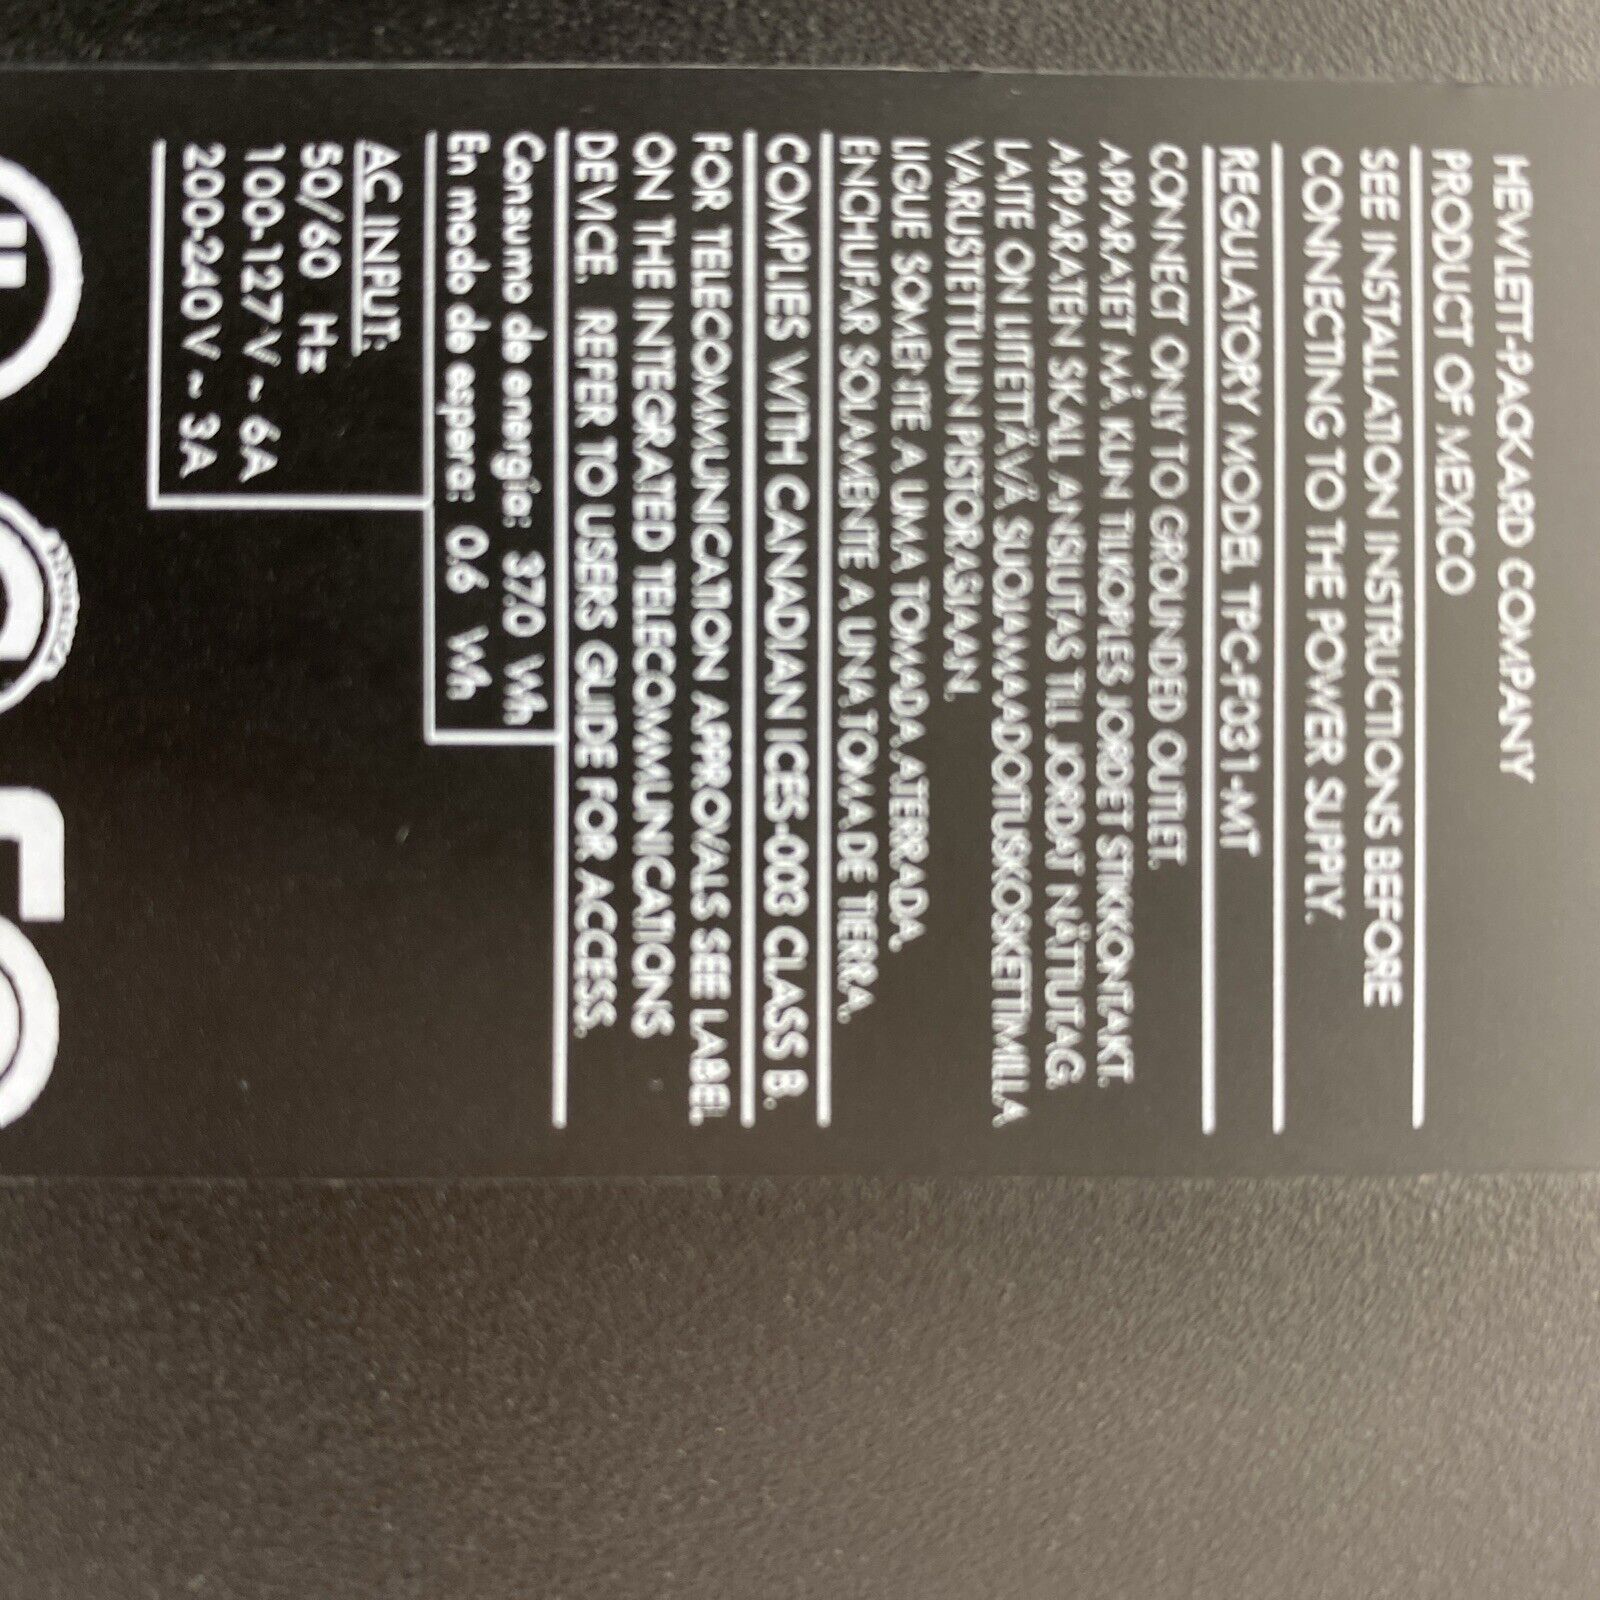 HEWLETT-PACKARD COMPANY
PRODUCT OF MEXICO
SEE INSTALLATION INSTRUCTIONS BEFORE
CONNECTING TO THE POWER SUPPLY.
REGULATORY MODEL TPC-F031-MT
CONNECT ONLY TO GROUNDED OUTLET.
APPARATET MÅ KUN TILKOPLES JORDET STIKKONTAKT.
APPARATEN SKALL ANSLUTAS TILL JORDAT NÄTTUTAG.
LAITE ON LIITETTÄVÄ SUOJAMAADOITUSKOSKETTIMILLA
VARUSTETTUUN PISTORASIAAN.
LIGUE SOMENTE A UMA TOMADA ATERRADA.
ENCHUFAR SOLAMENTE A UNA TOMA DE TIERRA.
COMPLIES WITH CANADIAN ICES-003 CLASS B.
FOR TELECOMMUNICATION APPROVALS SEE LABEL
ON THE INTEGRATED TELECOMMUNICATIONS
DEVICE. REFER TO USERS GUIDE FOR ACCESS.
Consumo de energía: 37.0 Wh
En modo de espera: 0.6 Wh
AC INPUT:
50/60 Hz
100-127V ~ 6A
200-240V ~ 3A